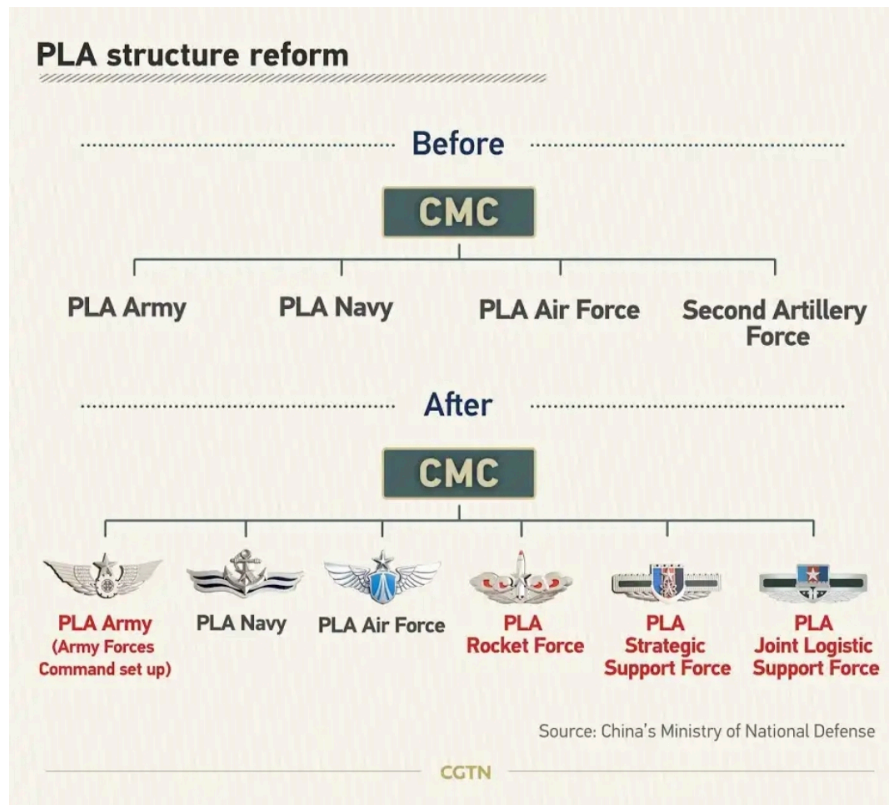 PLA structure reform
Before
CMC
PLA Army
PLA Navy
PLA Air Force
Second Artillery
Force
After
CMC
PLA Army
(Army Forces
Command set up)
PLA Navy
PLA Air Force
PLA
Rocket Force
PLA
Strategic
Support Force
PLA
Joint Logistic
Support Force
Source: China's Ministry of National Defense
CGTN